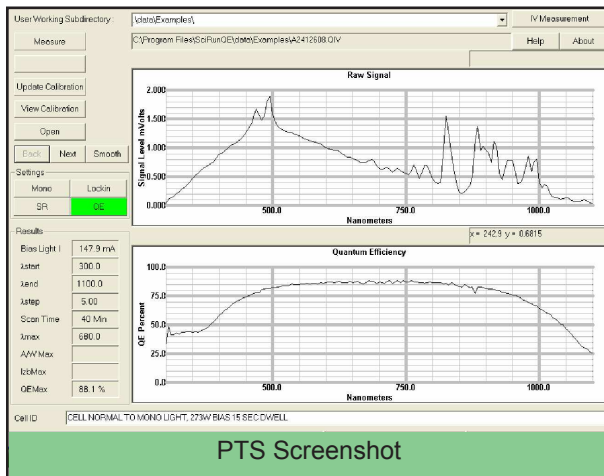 User Working Subdirectory: \data\Examples\ IV Measurement
Measure C:\Program Files\SciRunQE\data\Examples\A2412608.QIV Help About
Update Calibration
View Calibration
Open
Back Next Smooth
Settings
Mono Lockin
SR QE
Raw Signal
Signal Level mVolts
2.000
1.500
1.000
0.500
0.000
500.0 750.0 1000.0
Nanometers
x = 242.9 y = 0.6815
Results
Bias Light I 147.9 mA
λstart 300.0
λend 1100.0
λstep 5.00
Scan Time 40 Min
λmax 680.0
A/W Max
IzbMax
QEMax 88.1 %
Quantum Efficiency
QE Percent
100.0
75.0
50.0
25.0
0.0
500.0 750.0 1000.0
Nanometers
Cell ID CELL NORMAL TO MONO LIGHT, 273W BIAS 15 SEC DWELL
PTS Screenshot